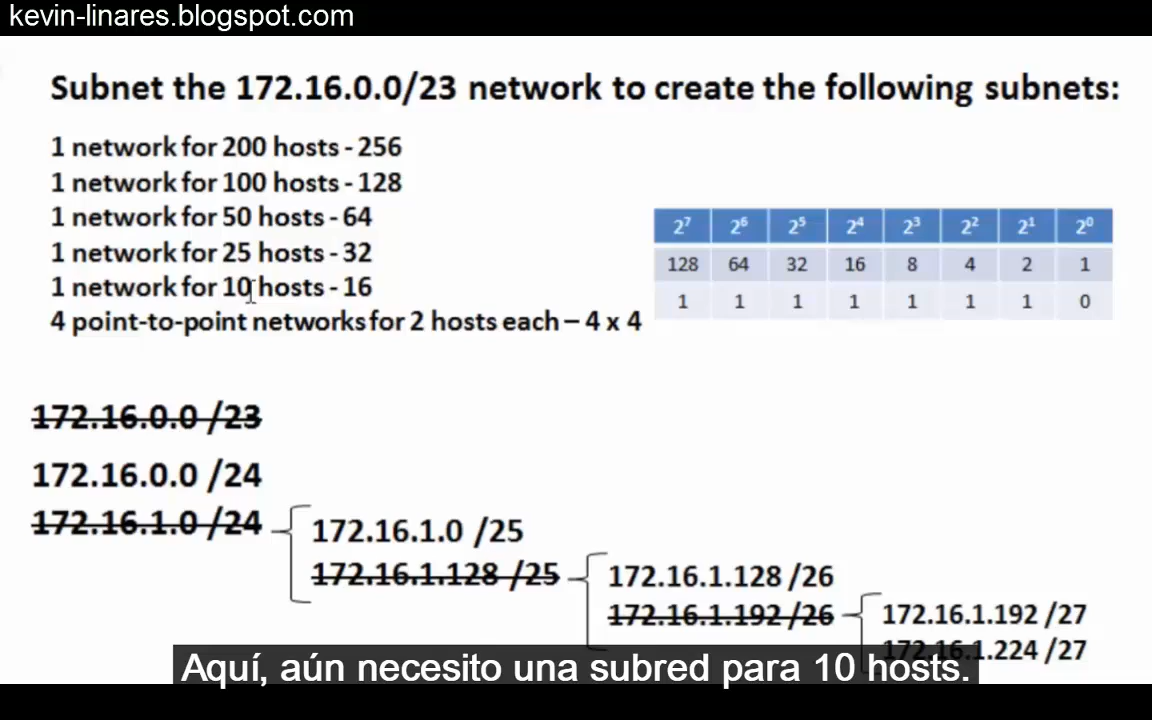 kevin-linares.blogspot.com
Subnet the 172.16.0.0/23 network to create the following subnets:
1 network for 200 hosts - 256
1 network for 100 hosts - 128
1 network for 50 hosts - 64
1 network for 25 hosts - 32
1 network for 10 hosts - 16
4 point-to-point networks for 2 hosts each – 4 x 4
2⁷ 2⁶ 2⁵ 2⁴ 2³ 2² 2¹ 2⁰
128 64 32 16 8 4 2 1
1 1 1 1 1 1 1 0
172.16.0.0 /23
172.16.0.0 /24
172.16.1.0 /24
172.16.1.0 /25
172.16.1.128 /25
172.16.1.128 /26
172.16.1.192 /26
172.16.1.192 /27
172.16.1.224 /27
Aquí, aún necesito una subred para 10 hosts.